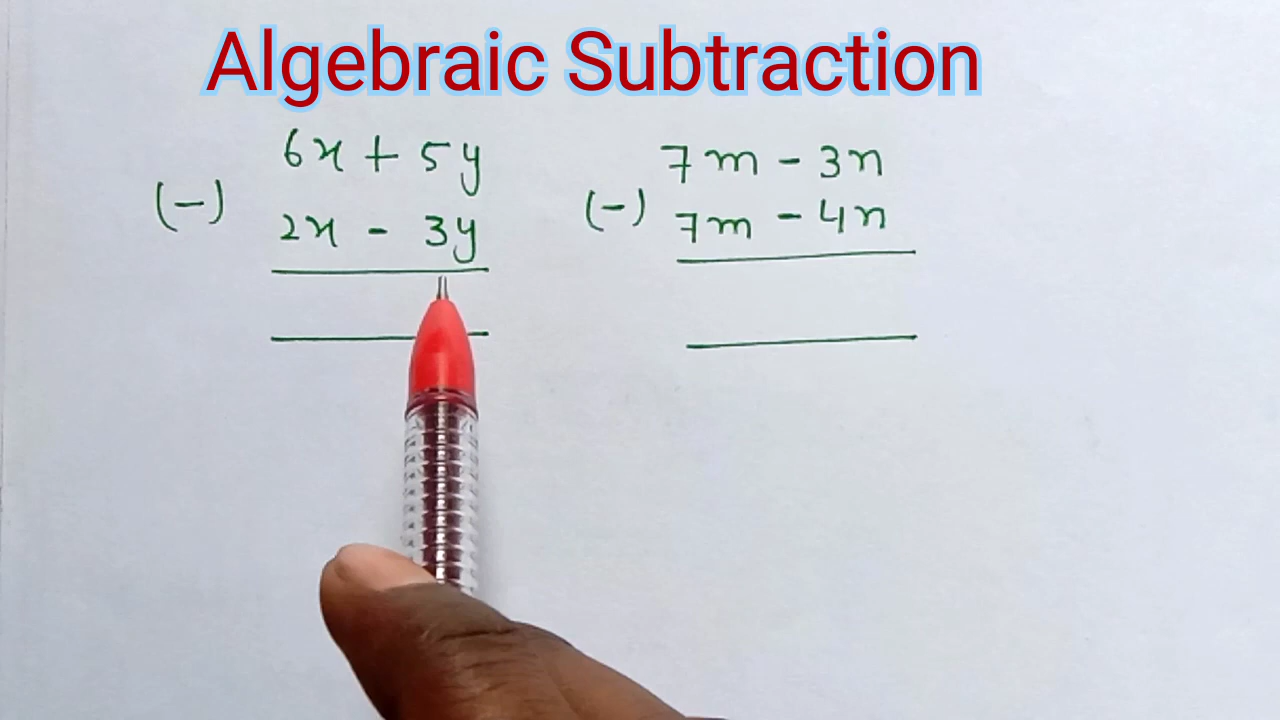 Algebraic Subtraction
6x + 5y
(-)
2x - 3y
7m - 3n
(-)
7m - 4n